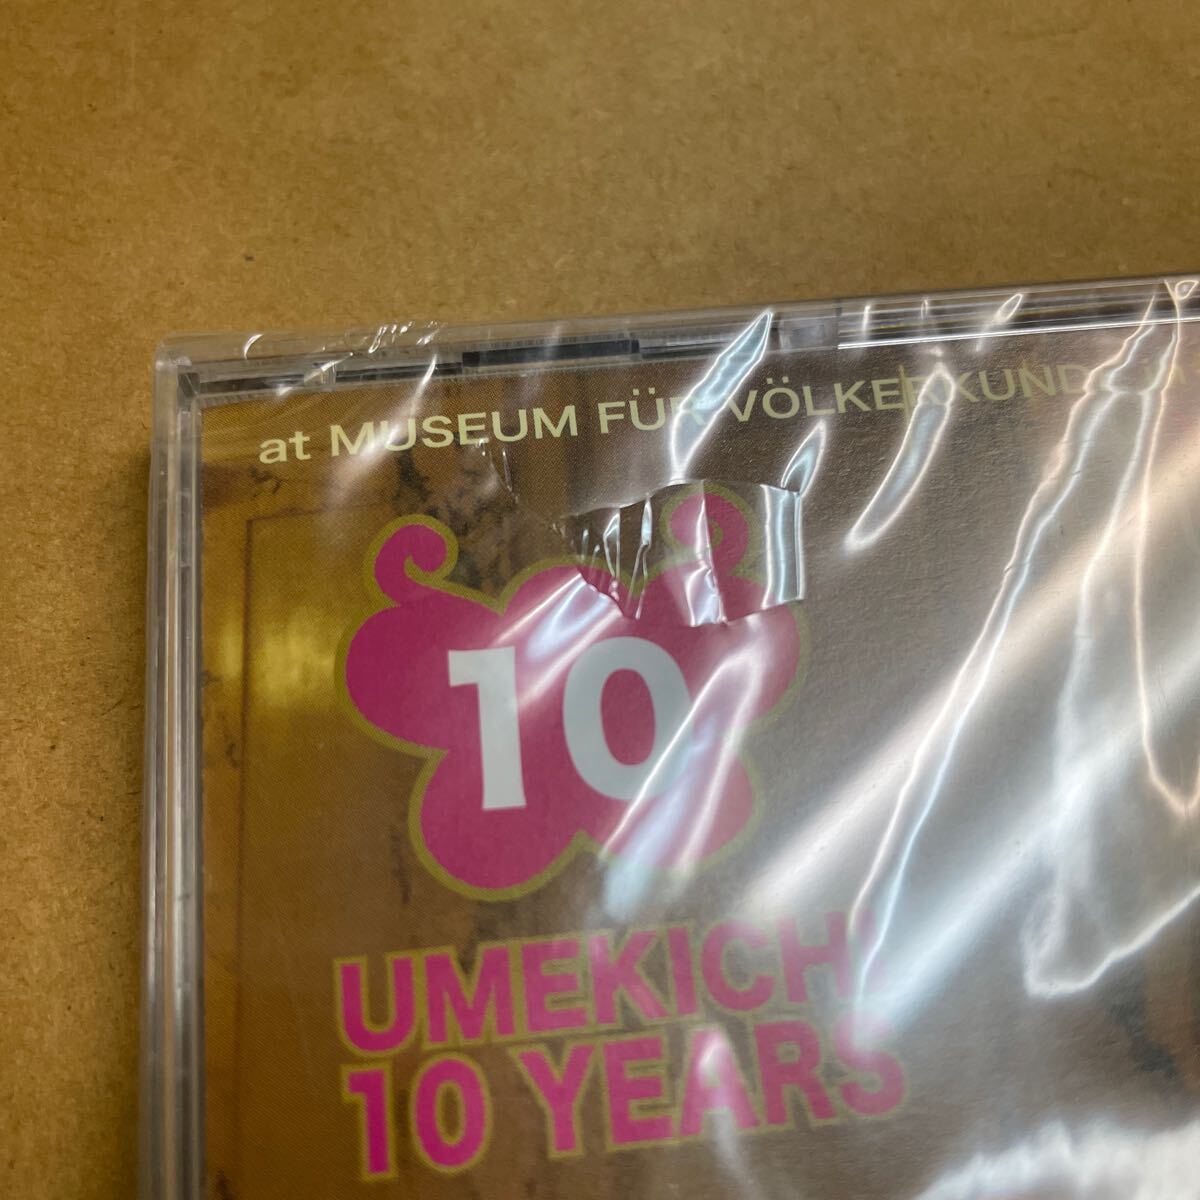 at MUSEUM FÜR VÖLKERKUNDE
10
UMEKICHI
10 YEARS